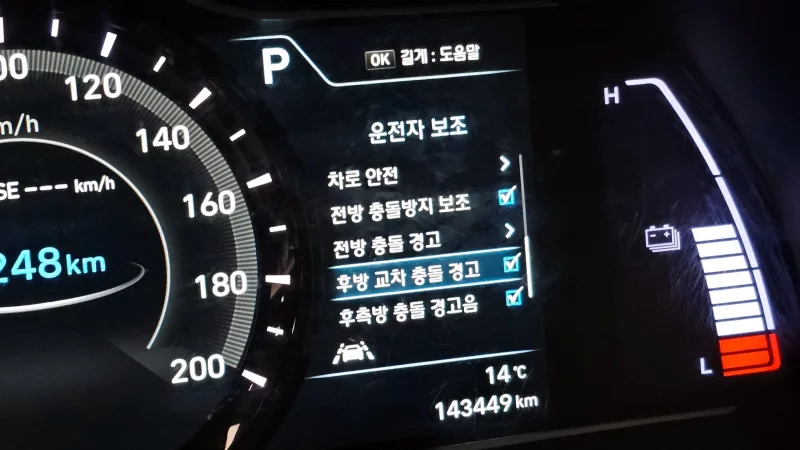 P
OK 길게 : 도움말
운전자 보조
차로 안전
전방 충돌방지 보조
전방 충돌 경고
후방 교차 충돌 경고
후측방 충돌 경고음
14℃
143449 km
120
140
160
180
200
m/h
SE --- km/h
248 km
H
L